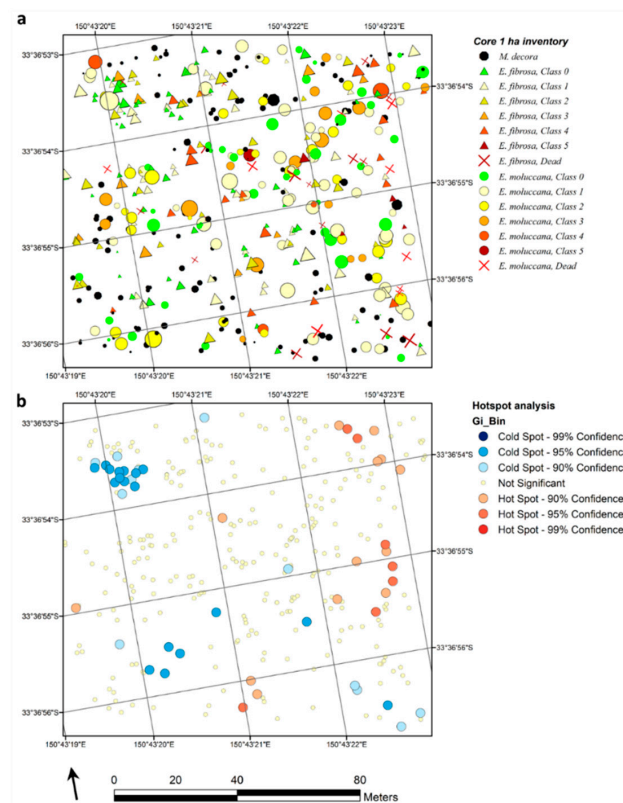 a
150°43'20"E 150°43'21"E 150°43'22"E 150°43'23"E
33°36'53"S
33°36'54"S
33°36'54"S
33°36'55"S
33°36'55"S
33°36'56"S
33°36'56"S
150°43'19"E 150°43'20"E 150°43'21"E 150°43'22"E
Core 1 ha inventory
M. decora
E. fibrosa, Class 0
E. fibrosa, Class 1
E. fibrosa, Class 2
E. fibrosa, Class 3
E. fibrosa, Class 4
E. fibrosa, Class 5
E. fibrosa, Dead
E. moluccana, Class 0
E. moluccana, Class 1
E. moluccana, Class 2
E. moluccana, Class 3
E. moluccana, Class 4
E. moluccana, Class 5
E. moluccana, Dead
b
150°43'20"E 150°43'21"E 150°43'22"E 150°43'23"E
33°36'53"S
33°36'54"S
33°36'54"S
33°36'55"S
33°36'55"S
33°36'56"S
33°36'56"S
150°43'19"E 150°43'20"E 150°43'21"E 150°43'22"E
Hotspot analysis
Gi_Bin
Cold Spot - 99% Confidenc
Cold Spot - 95% Confidenc
Cold Spot - 90% Confidenc
Not Significant
Hot Spot - 90% Confidence
Hot Spot - 95% Confidence
Hot Spot - 99% Confidence
0 20 40 80
Meters